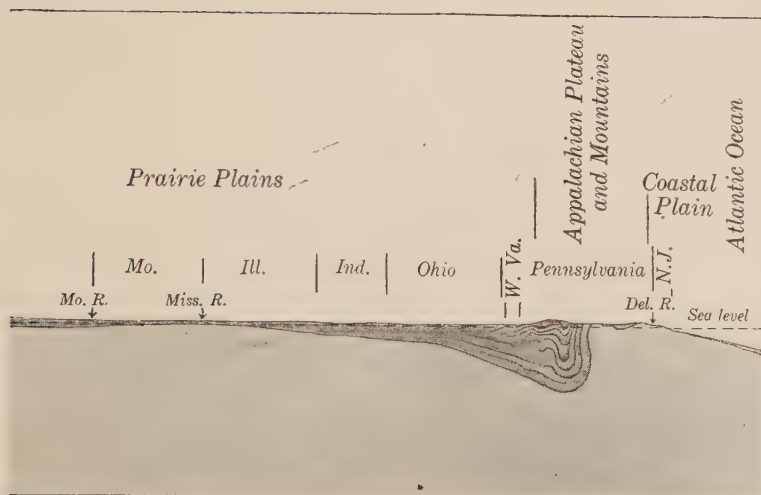 Prairie Plains
Appalachian Plateau
and Mountains
Coastal
Plain
Atlantic Ocean
Mo.
Ill.
Ind.
Ohio
W. Va.
Pennsylvania
N.J.
Mo. R.
Miss. R.
Del. R.
Sea level